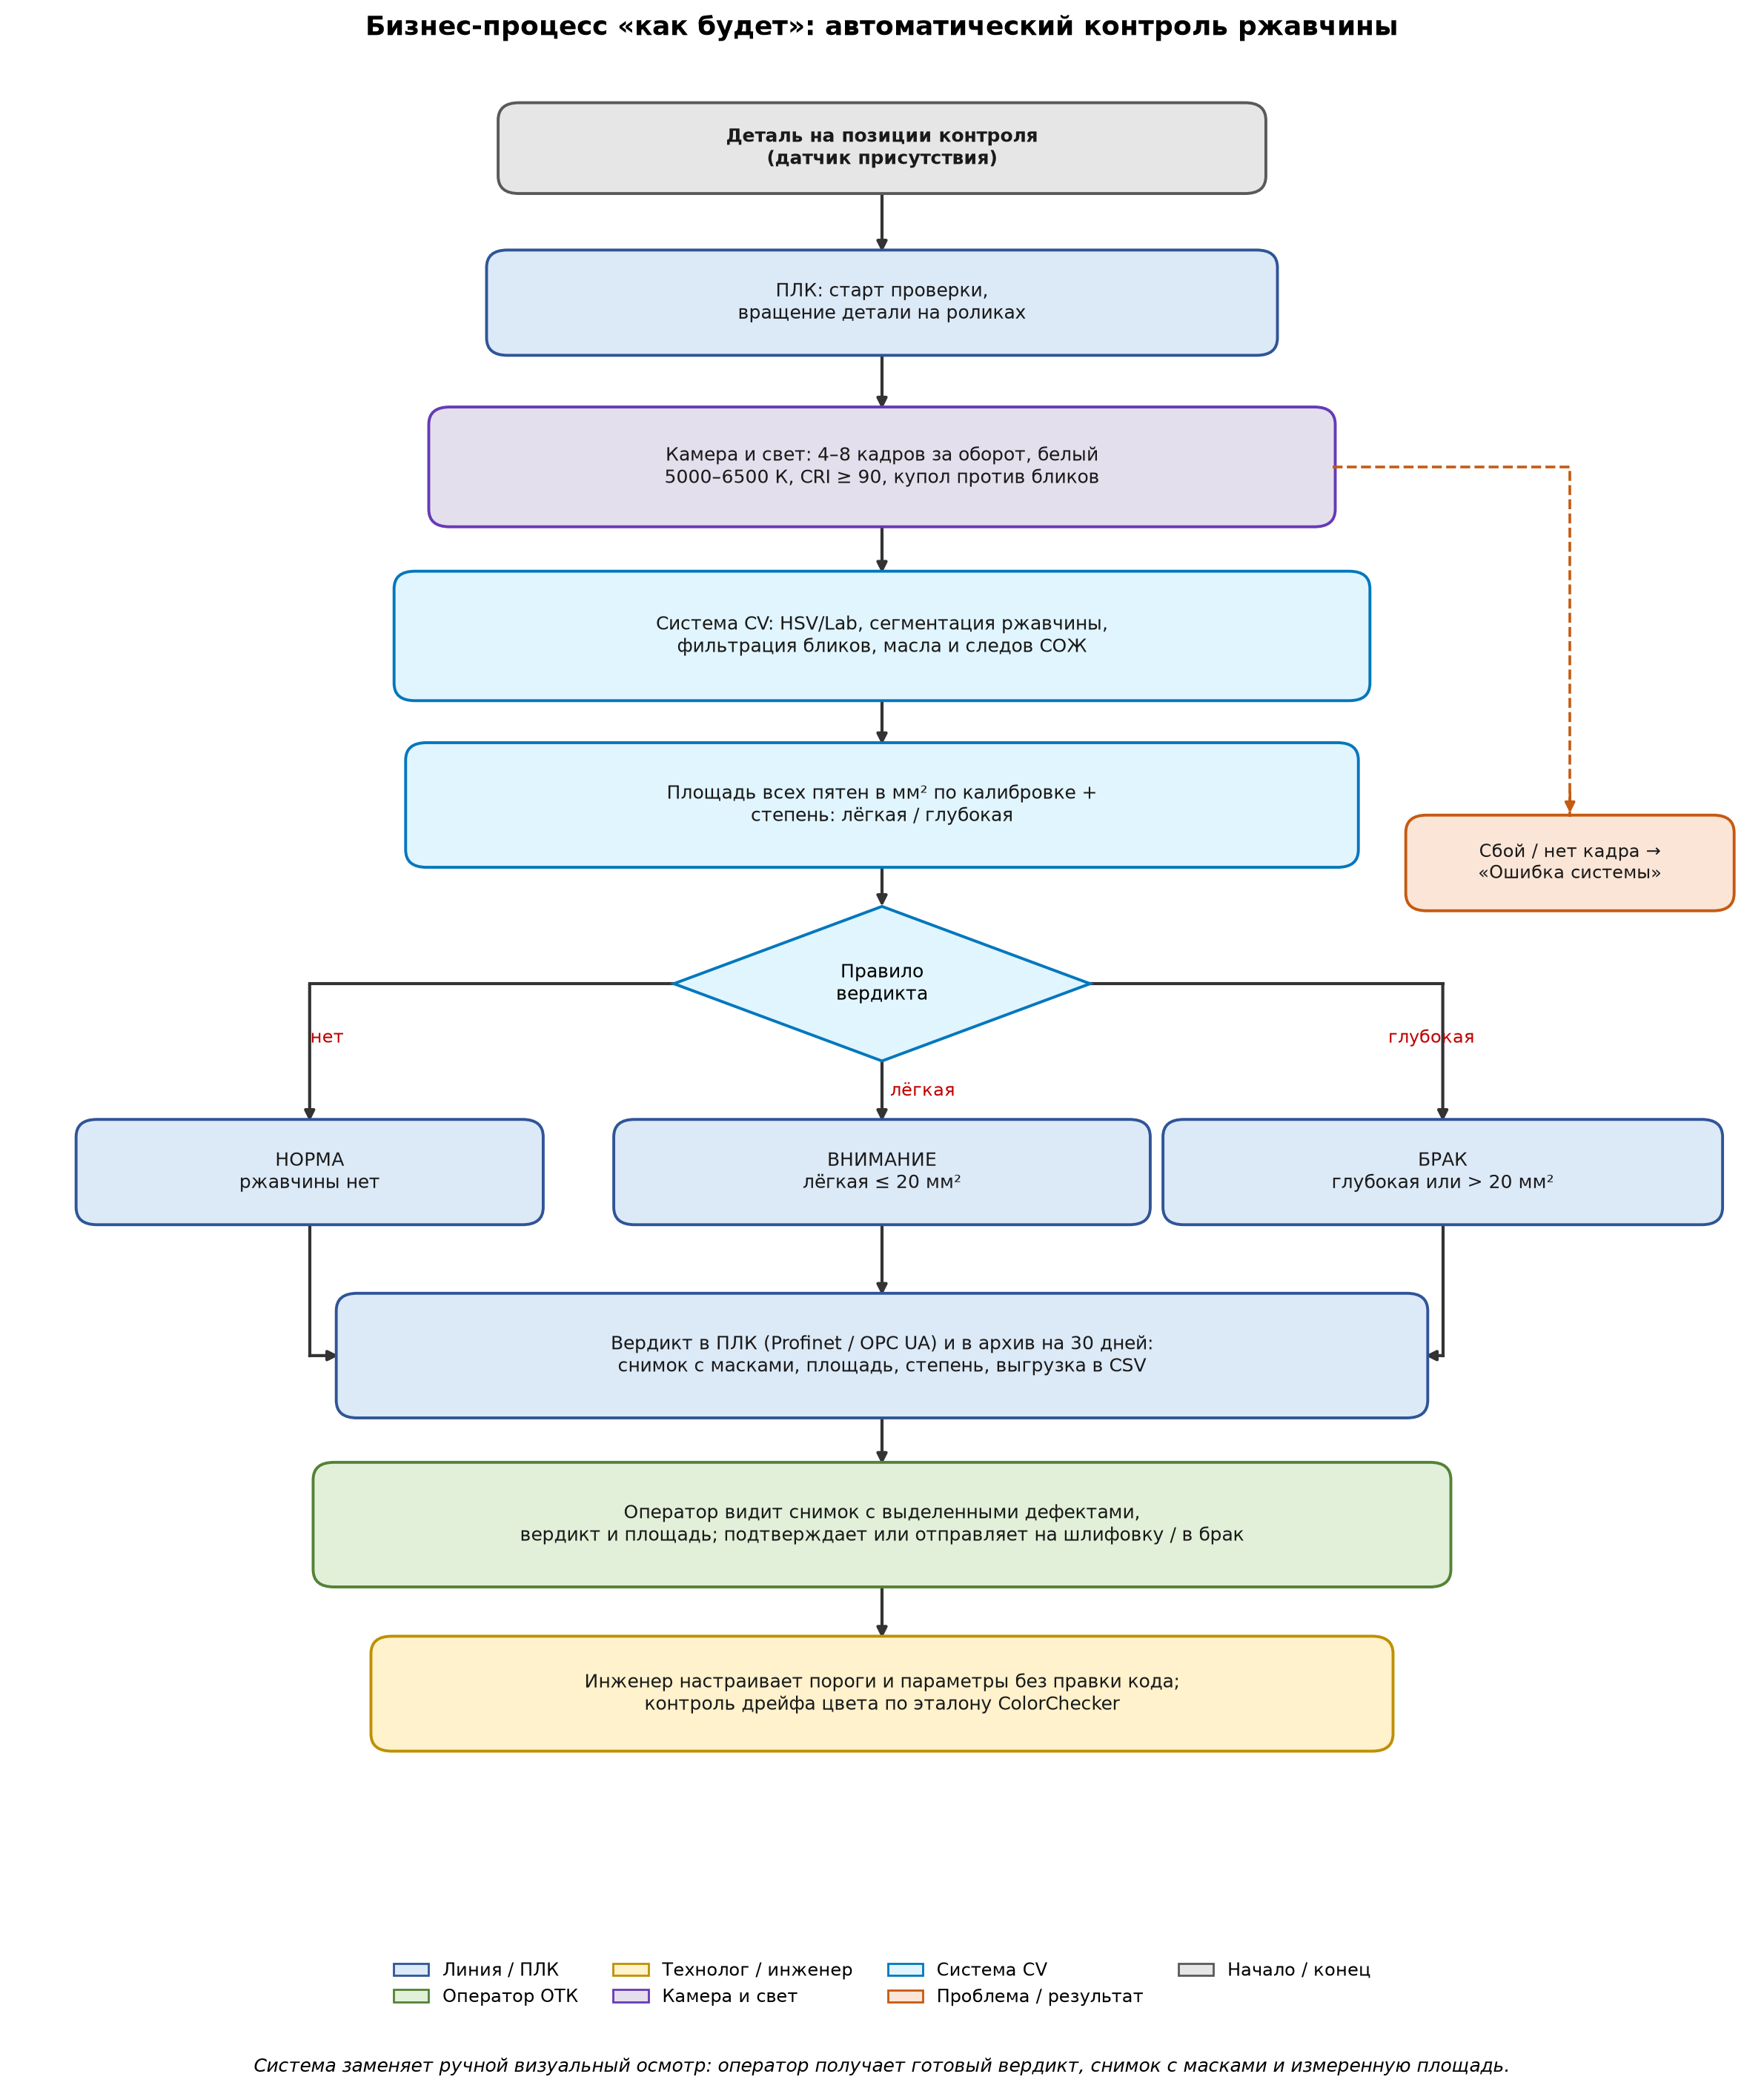 Бизнес-процесс «как будет»: автоматический контроль ржавчины
Деталь на позиции контроля
(датчик присутствия)
ПЛК: старт проверки,
вращение детали на роликах
Камера и свет: 4–8 кадров за оборот, белый
5000–6500 К, CRI ≥ 90, купол против бликов
Система CV: HSV/Lab, сегментация ржавчины,
фильтрация бликов, масла и следов СОЖ
Площадь всех пятен в мм² по калибровке +
степень: лёгкая / глубокая
Сбой / нет кадра →
«Ошибка системы»
Правило
вердикта
нет
глубокая
лёгкая
НОРМА
ржавчины нет
ВНИМАНИЕ
лёгкая ≤ 20 мм²
БРАК
глубокая или > 20 мм²
Вердикт в ПЛК (Profinet / OPC UA) и в архив на 30 дней:
снимок с масками, площадь, степень, выгрузка в CSV
Оператор видит снимок с выделенными дефектами,
вердикт и площадь; подтверждает или отправляет на шлифовку / в брак
Инженер настраивает пороги и параметры без правки кода;
контроль дрейфа цвета по эталону ColorChecker
Линия / ПЛК
Оператор ОТК
Технолог / инженер
Камера и свет
Система CV
Проблема / результат
Начало / конец
Система заменяет ручной визуальный осмотр: оператор получает готовый вердикт, снимок с масками и измеренную площадь.